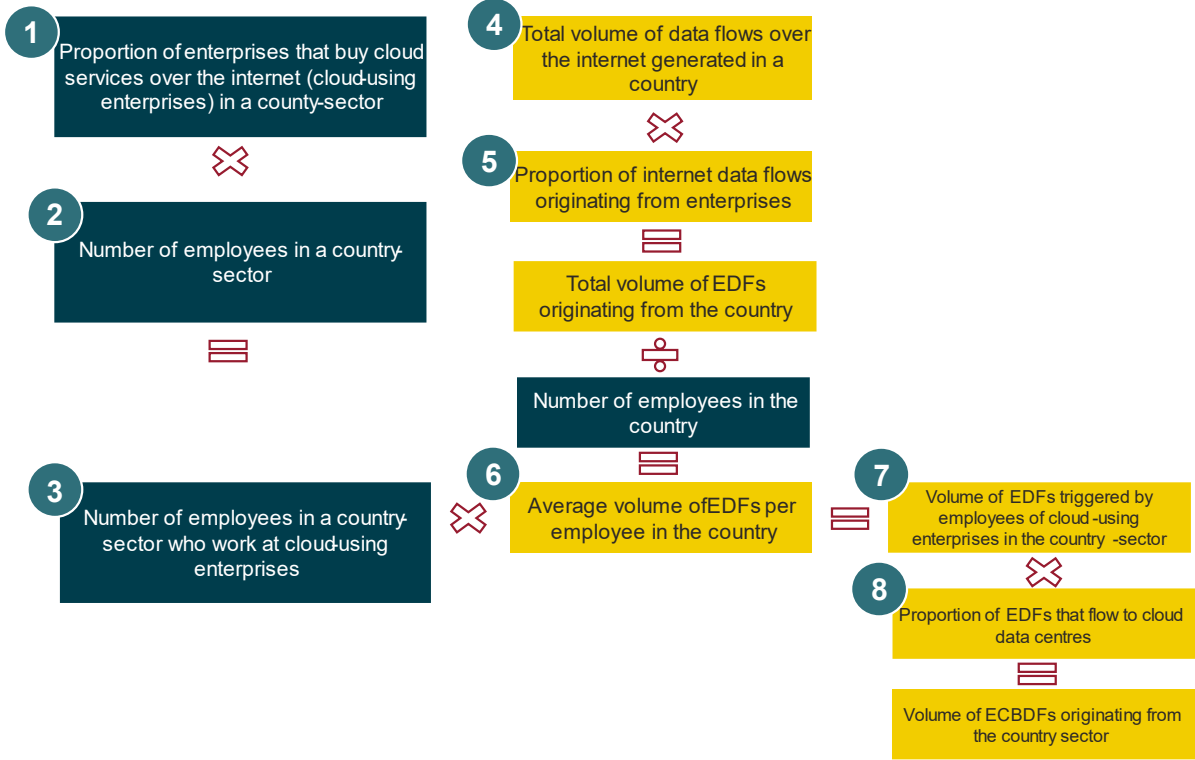 1
Proportion of enterprises that buy cloud
services over the internet (cloud-using
enterprises) in a county-sector
2
Number of employees in a country-
sector
3
Number of employees in a country-
sector who work at cloud-using
enterprises
4
Total volume of data flows over
the internet generated in a
country
5
Proportion of internet data flows
originating from enterprises
Total volume of EDFs
originating from the country
Number of employees in the
country
6
Average volume of EDFs per
employee in the country
7
Volume of EDFs triggered by
employees of cloud-using
enterprises in the country -sector
8
Proportion of EDFs that flow to cloud
data centres
Volume of ECBDFs originating from
the country sector